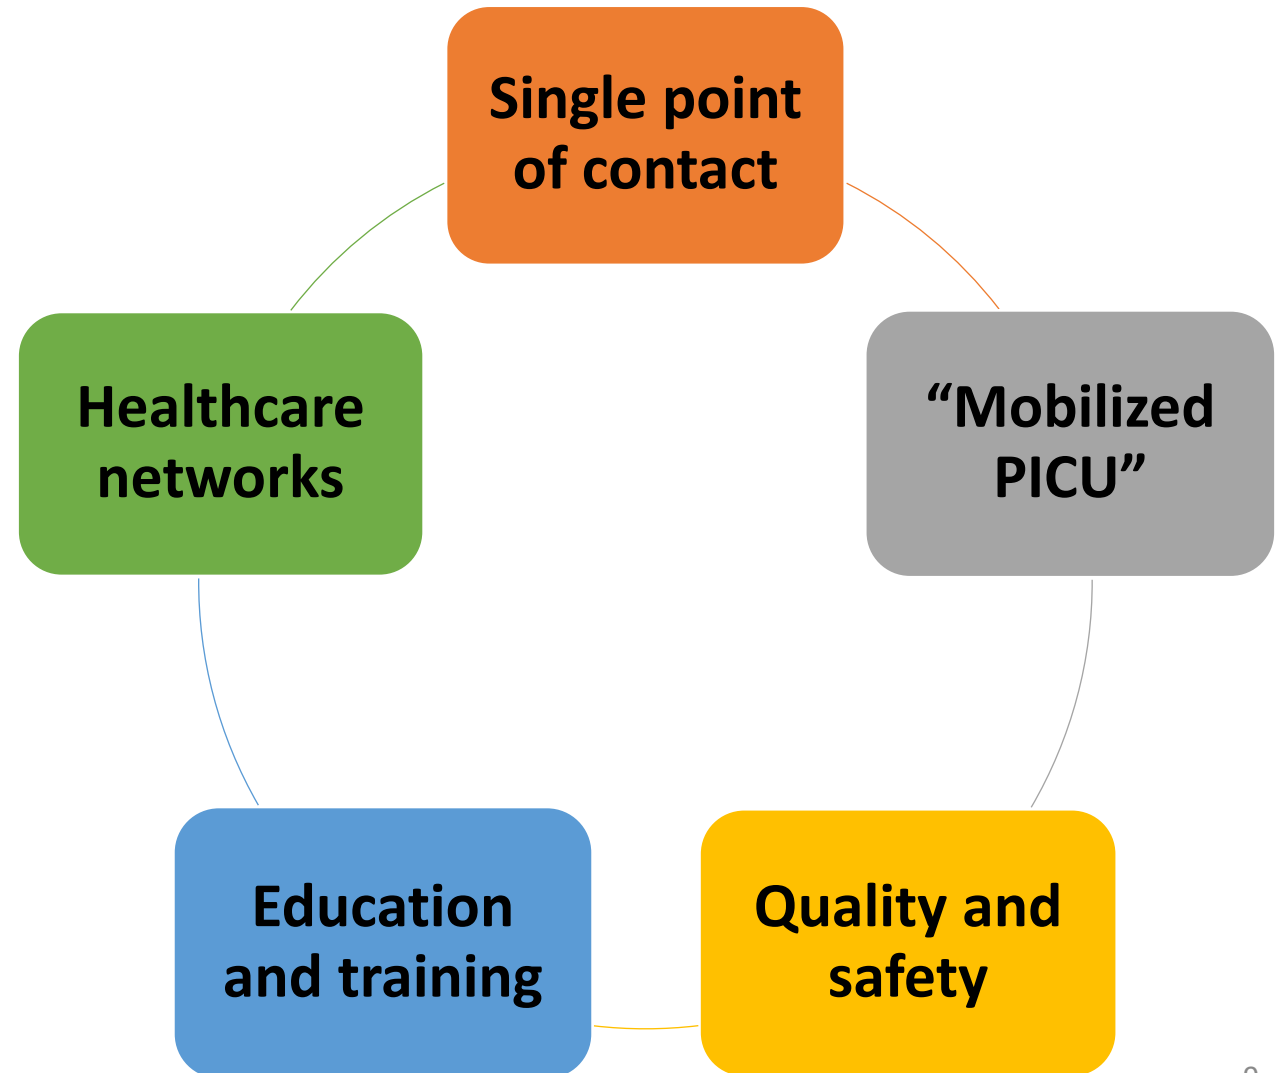 Single point
of contact
“Mobilized
PICU”
Quality and
safety
Education
and training
Healthcare
networks